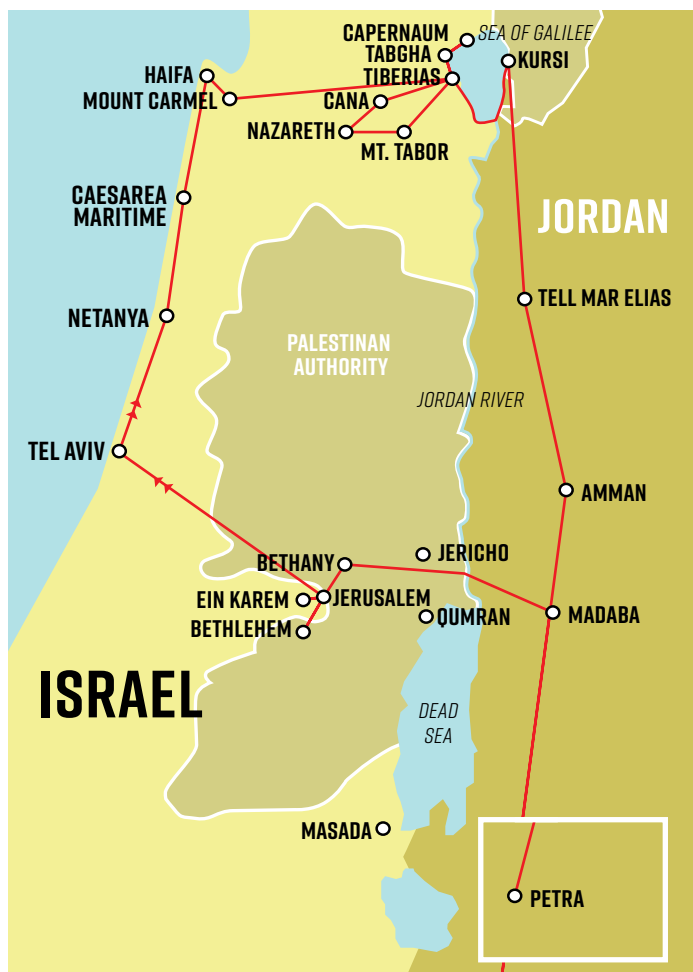 CAPERNAUM
SEA OF GALILEE
TABGHA
KURSI
HAIFA
TIBERIAS
MOUNT CARMEL
CANA
NAZARETH
MT. TABOR
CAESAREA
MARITIME
JORDAN
TELL MAR ELIAS
NETANYA
PALESTINAN
AUTHORITY
JORDAN RIVER
TEL AVIV
AMMAN
JERICHO
BETHANY
EIN KAREM
JERUSALEM
QUMRAN
MADABA
BETHLEHEM
ISRAEL
DEAD
SEA
MASADA
PETRA